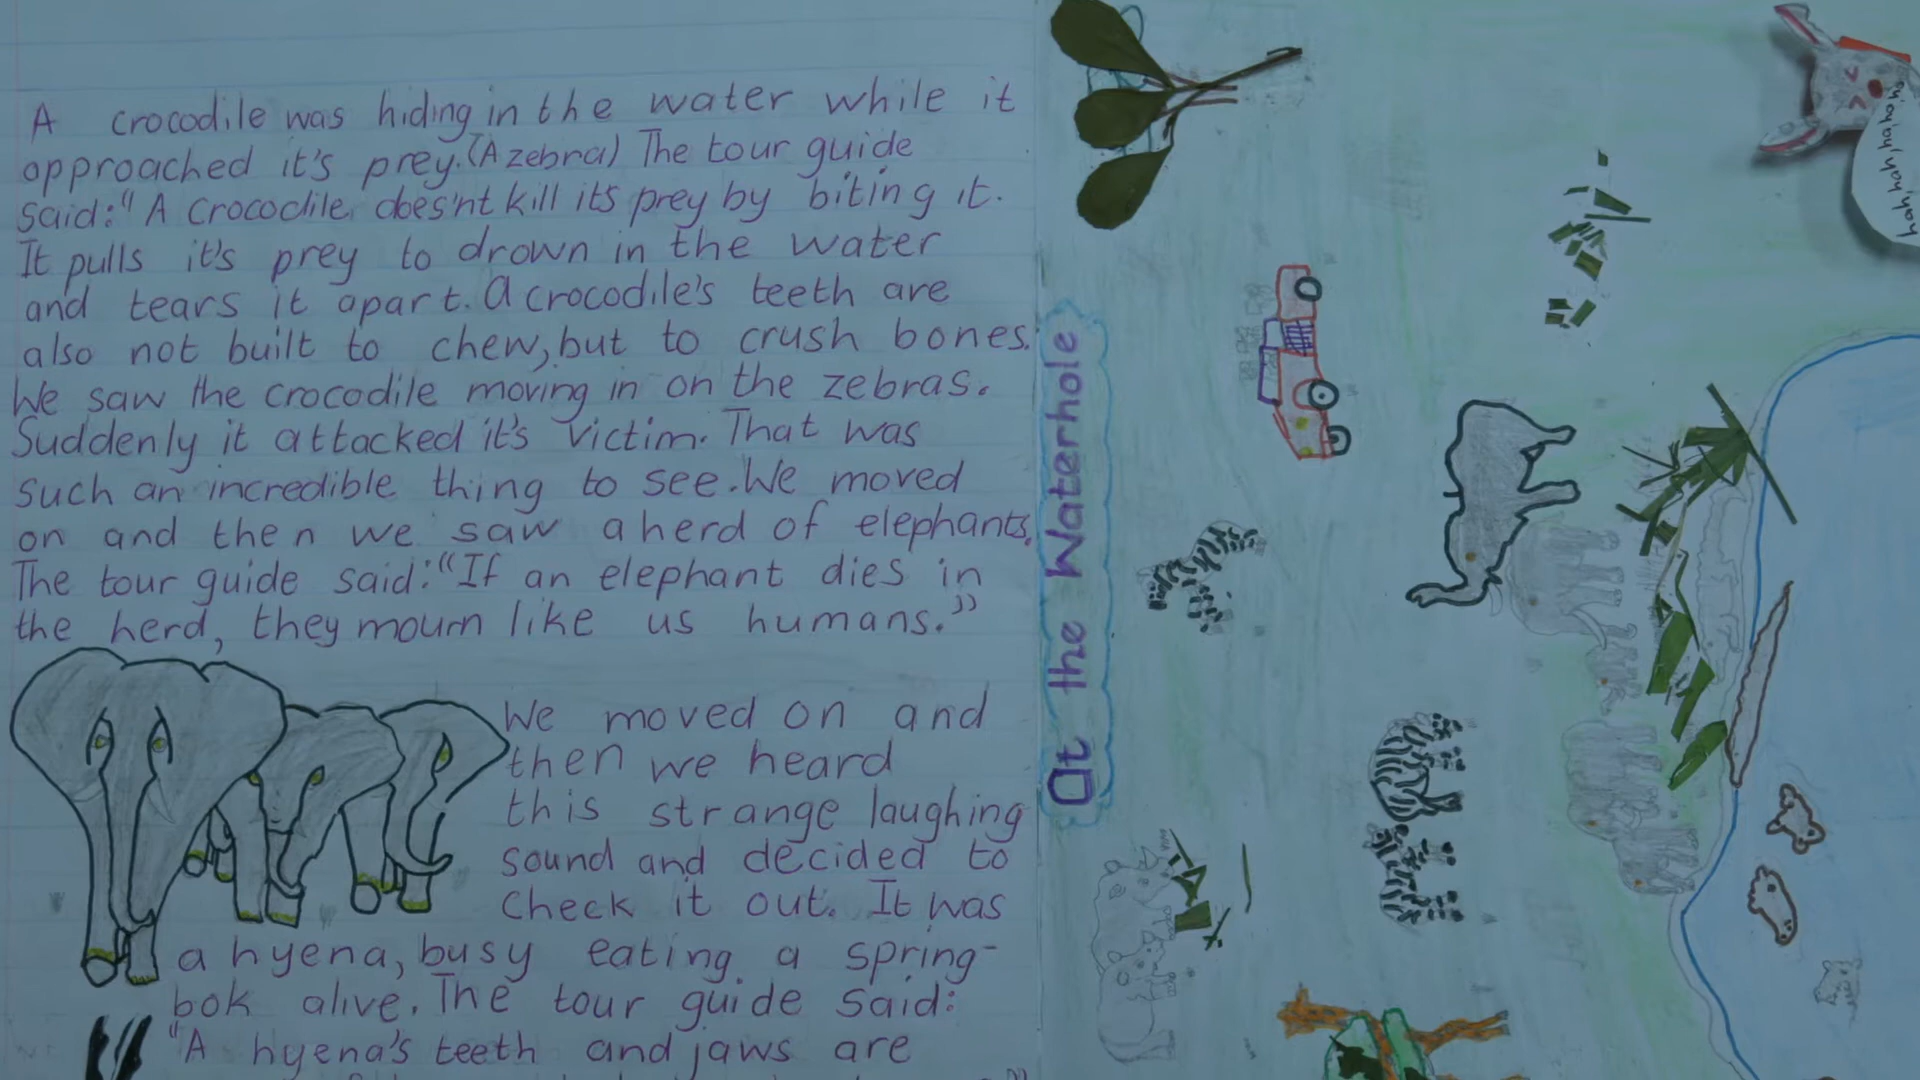 A crocodile was hiding in the water while it
approached it's prey. (A zebra) The tour guide
said: "A crocodile does'nt kill it's prey by biting it.
It pulls it's prey to drown in the water
and tears it apart. A crocodile's teeth are
also not built to chew, but to crush bones.
We saw the crocodile moving in on the zebras.
Suddenly it attacked it's victim. That was
such an incredible thing to see. We moved
on and then we saw a herd of elephants.
The tour guide said: "If an elephant dies in
the herd, they mourn like us humans."
We moved on and
then we heard
this strange laughing
sound and decided to
check it out. It was
a hyena, busy eating a spring-
bok alive. The tour guide said:
"A hyena's teeth and jaws are
At the Waterhole
hah, hah, hah, ha, ha, ha